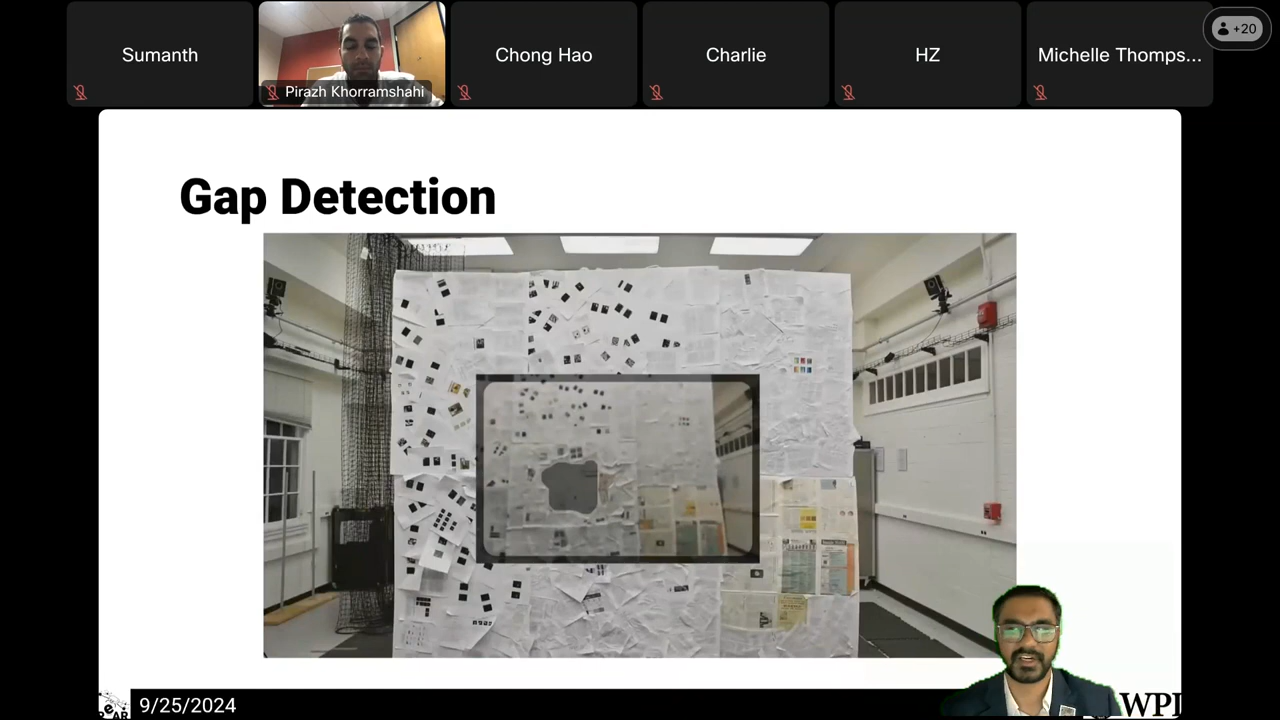 Sumanth
Pirazh Khorramshahi
Chong Hao
Charlie
HZ
Michelle Thomps...
+20
Gap Detection
9/25/2024
WPI